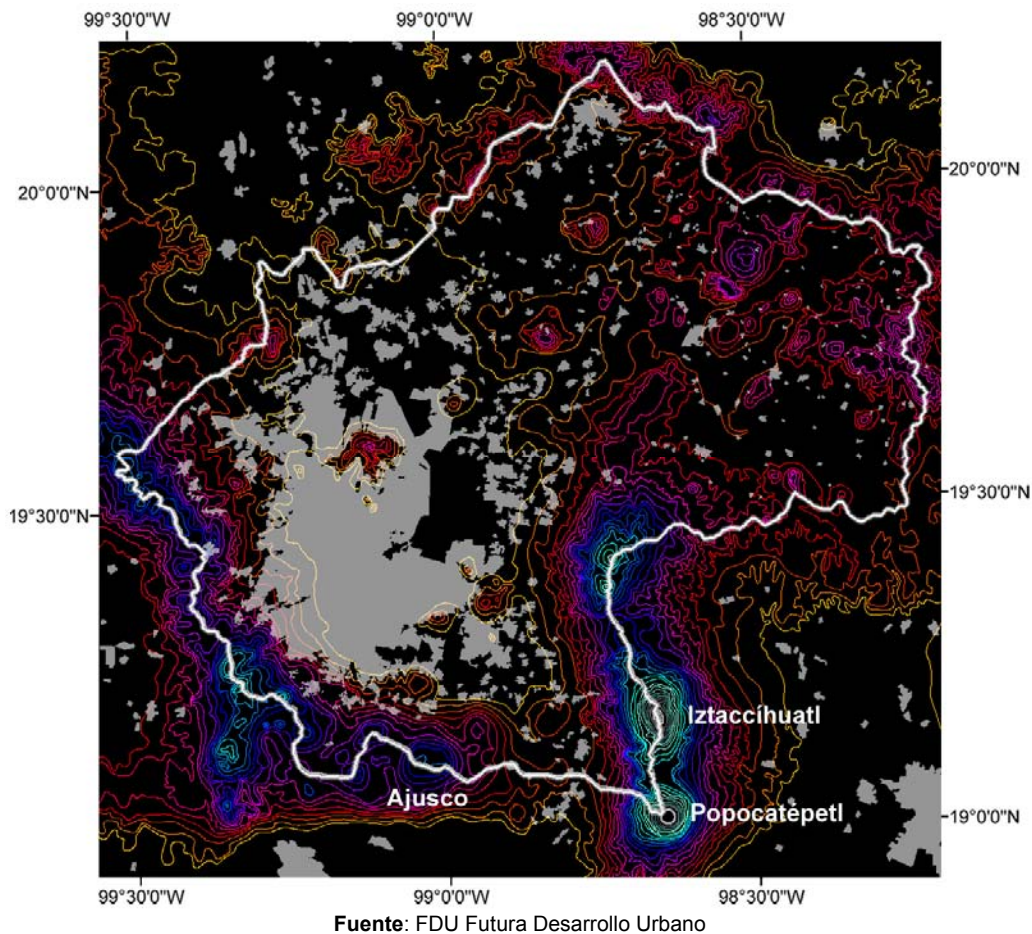 99°30'0"W 99°0'0"W 98°30'0"W
20°0'0"N
20°0'0"N
19°30'0"N
19°30'0"N
Iztaccíhuatl
Ajusco
Popocatépetl
19°0'0"N
99°30'0"W 99°0'0"W 98°30'0"W
Fuente: FDU Futura Desarrollo Urbano